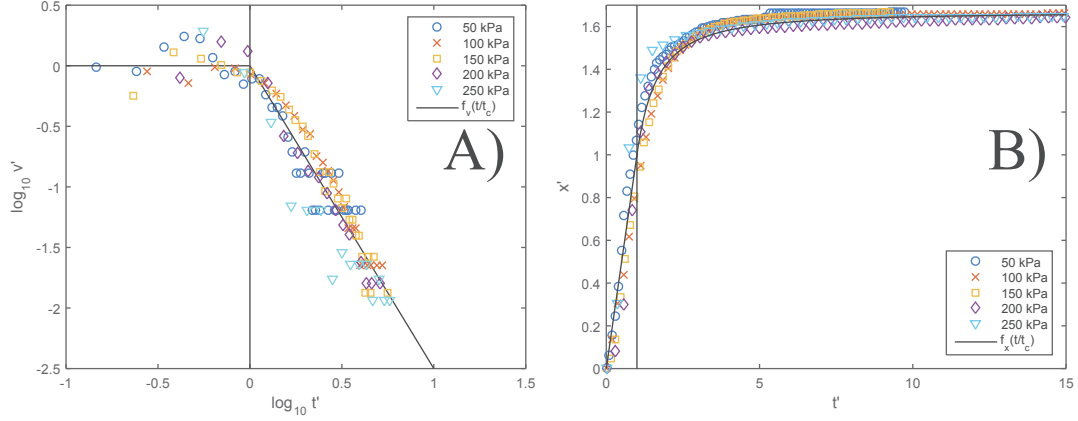 0.5
0
-0.5
-1
-1.5
-2
-2.5
-1
-0.5
0
0.5
1
1.5
log10 v'
log10 t'
50 kPa
100 kPa
150 kPa
200 kPa
250 kPa
fv(t/tc)
A)
1.6
1.4
1.2
1
0.8
0.6
0.4
0.2
0
0
5
10
15
x'
t'
B)
50 kPa
100 kPa
150 kPa
200 kPa
250 kPa
fx(t/tc)